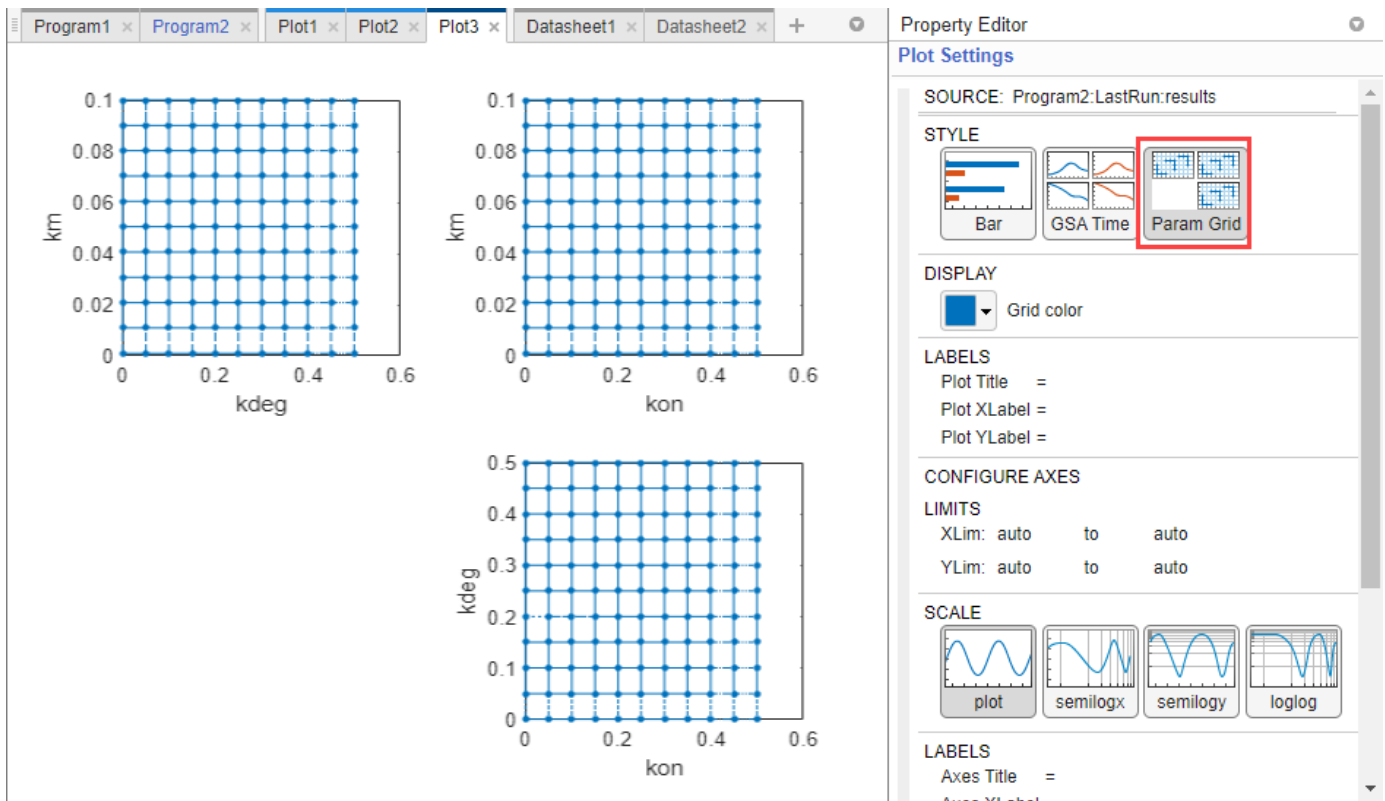 Program1 × Program2 × Plot1 × Plot2 × Plot3 × Datasheet1 × Datasheet2 × +
0.1
0.08
0.06
0.04
0.02
0
km
0 0.2 0.4 0.6
kdeg
0.1
0.08
0.06
0.04
0.02
0
km
0 0.2 0.4 0.6
kon
0.5
0.4
0.3
0.2
0.1
0
kdeg
0 0.2 0.4 0.6
kon
Property Editor
Plot Settings
SOURCE: Program2:LastRun:results
STYLE
Bar GSA Time Param Grid
DISPLAY
Grid color
LABELS
Plot Title =
Plot XLabel =
Plot YLabel =
CONFIGURE AXES
LIMITS
XLim: auto to auto
YLim: auto to auto
SCALE
plot semilogx semilogy loglog
LABELS
Axes Title =